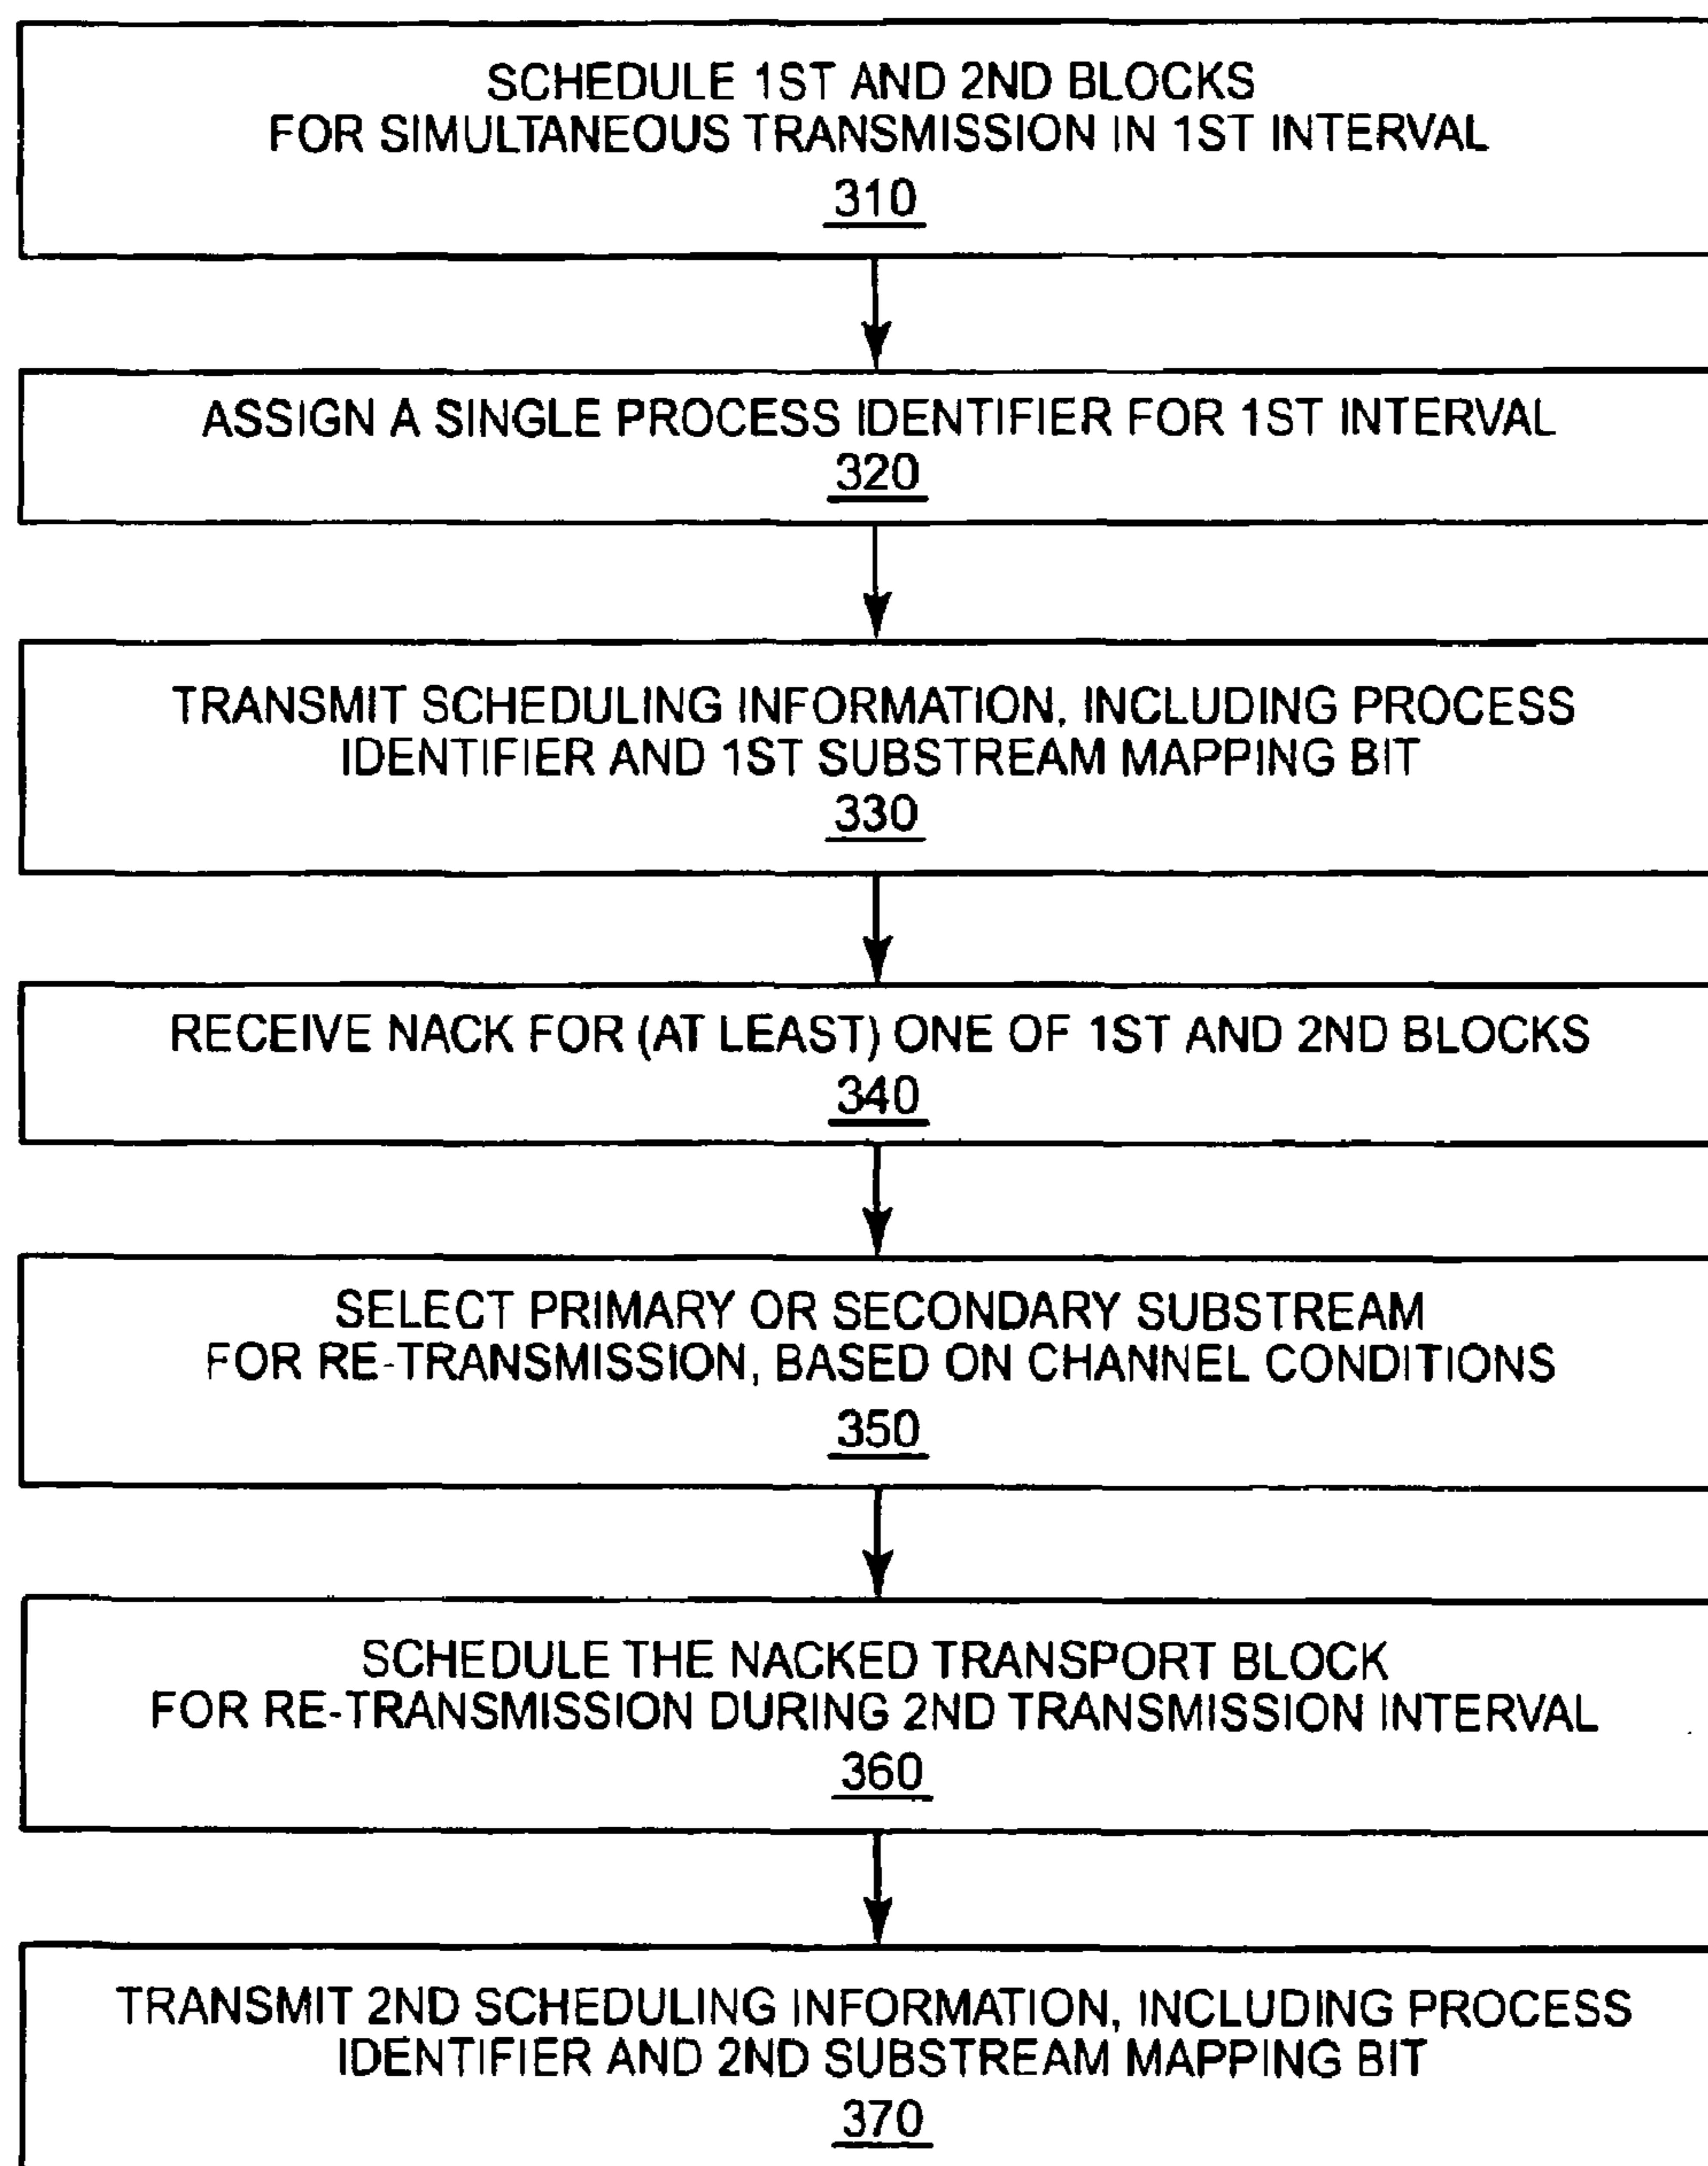 SCHEDULE 1ST AND 2ND BLOCKS
FOR SIMULTANEOUS TRANSMISSION IN 1ST INTERVAL
310
ASSIGN A SINGLE PROCESS IDENTIFIER FOR 1ST INTERVAL
320
TRANSMIT SCHEDULING INFORMATION, INCLUDING PROCESS
IDENTIFIER AND 1ST SUBSTREAM MAPPING BIT
330
RECEIVE NACK FOR (AT LEAST) ONE OF 1ST AND 2ND BLOCKS
340
SELECT PRIMARY OR SECONDARY SUBSTREAM
FOR RE-TRANSMISSION, BASED ON CHANNEL CONDITIONS
350
SCHEDULE THE NACKED TRANSPORT BLOCK
FOR RE-TRANSMISSION DURING 2ND TRANSMISSION INTERVAL
360
TRANSMIT 2ND SCHEDULING INFORMATION, INCLUDING PROCESS
IDENTIFIER AND 2ND SUBSTREAM MAPPING BIT
370